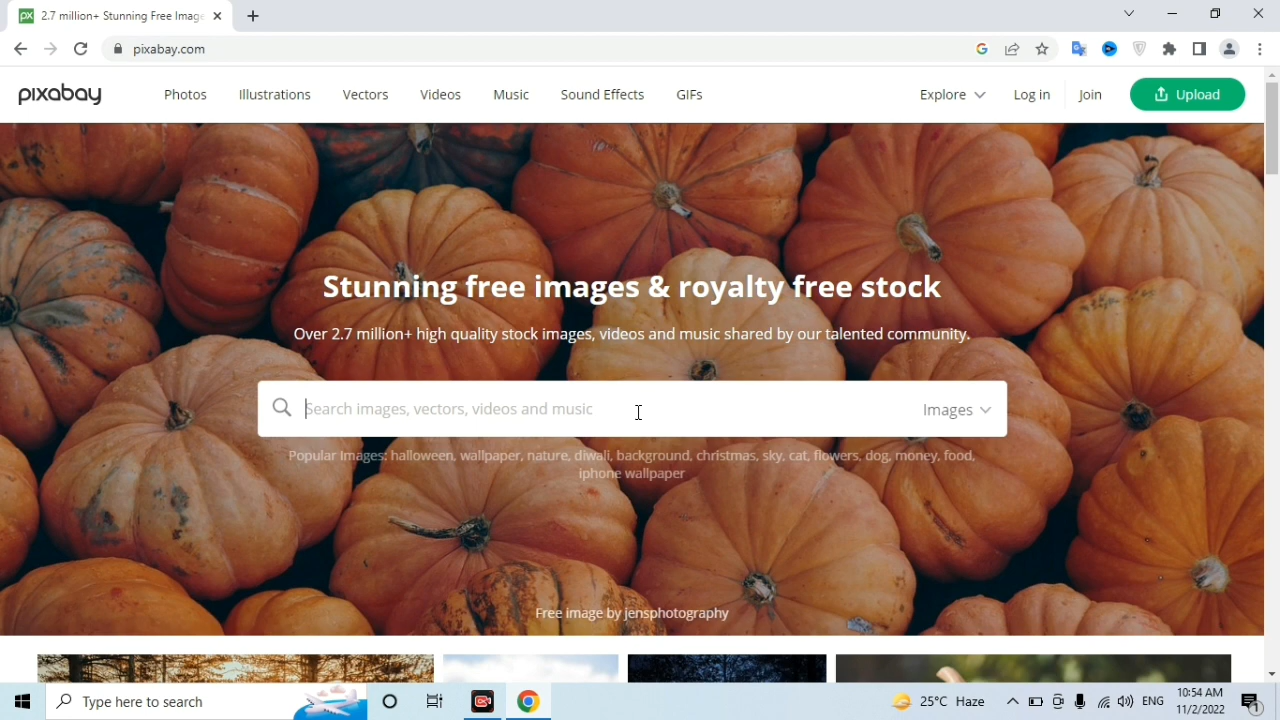 2.7 million+ Stunning Free Image
pixabay.com
pixabay
Photos
Illustrations
Vectors
Videos
Music
Sound Effects
GIFs
Explore
Log in
Join
Upload
Stunning free images & royalty free stock
Over 2.7 million+ high quality stock images, videos and music shared by our talented community.
Search images, vectors, videos and music
Images
Popular Images: halloween, wallpaper, nature, diwali, background, christmas, sky, cat, flowers, dog, money, food,
iphone wallpaper
Free image by jensphotography
Type here to search
25°C Haze
ENG
10:54 AM
11/2/2022
1